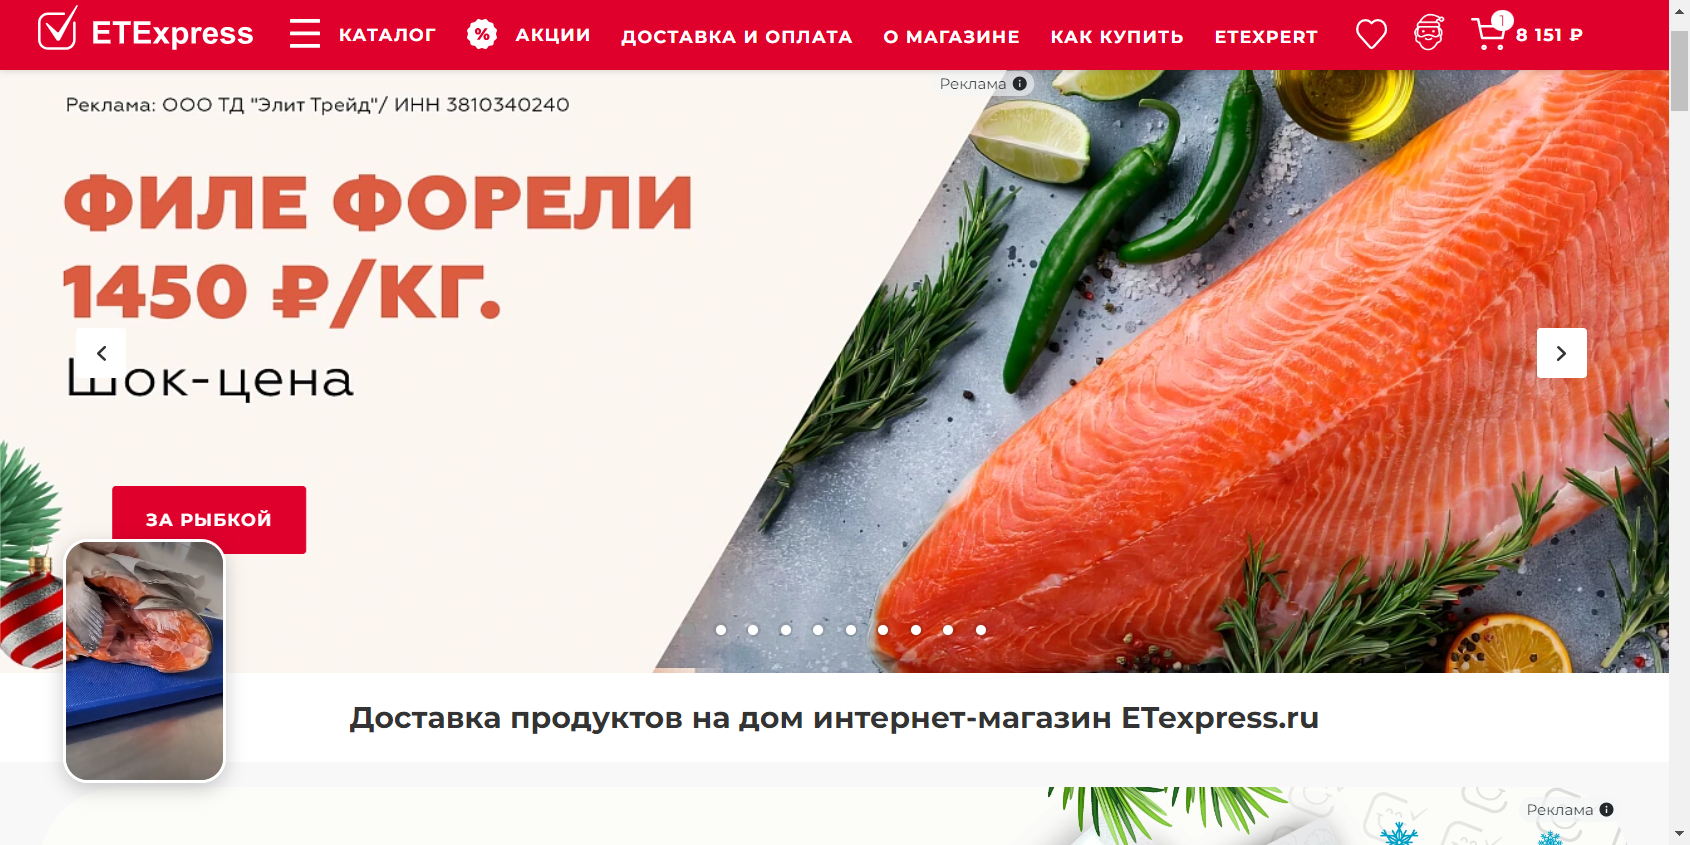 ETExpress
КАТАЛОГ
%
АКЦИИ
ДОСТАВКА И ОПЛАТА
О МАГАЗИНЕ
КАК КУПИТЬ
ETEXPERT
1
8 151 ₽
Реклама
Реклама: ООО ТД "Элит Трейд"/ ИНН 3810340240
ФИЛЕ ФОРЕЛИ
1450 ₽/КГ.
Шок-цена
ЗА РЫБКОЙ
Доставка продуктов на дом интернет-магазин ETexpress.ru
Реклама